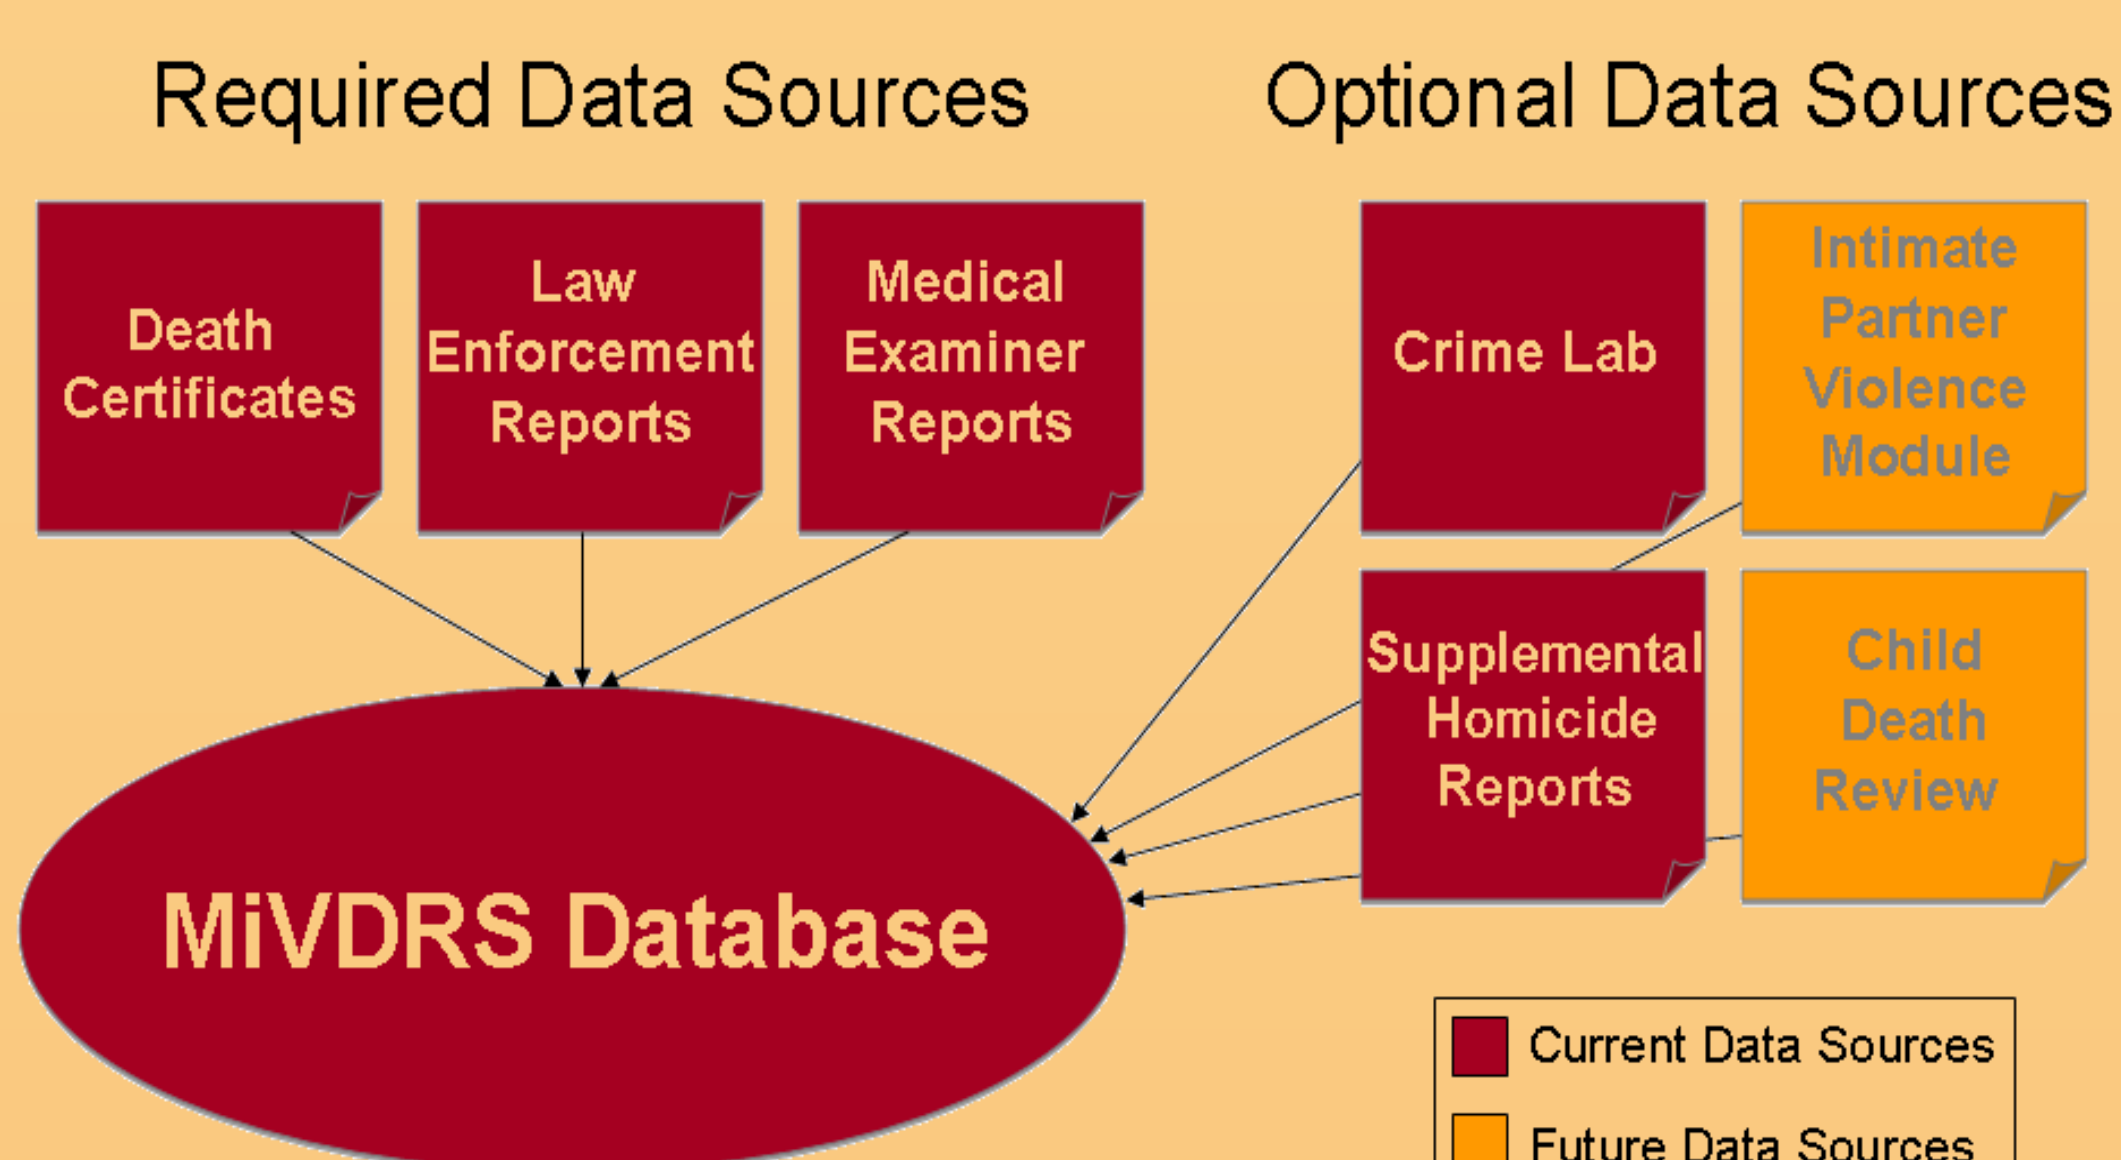 Required Data Sources
Optional Data Sources
Death
Certificates
Law
Enforcement
Reports
Medical
Examiner
Reports
Crime Lab
Intimate
Partner
Violence
Module
Supplemental
Homicide
Reports
Child
Death
Review
MiVDRS Database
Current Data Sources
Future Data Sources